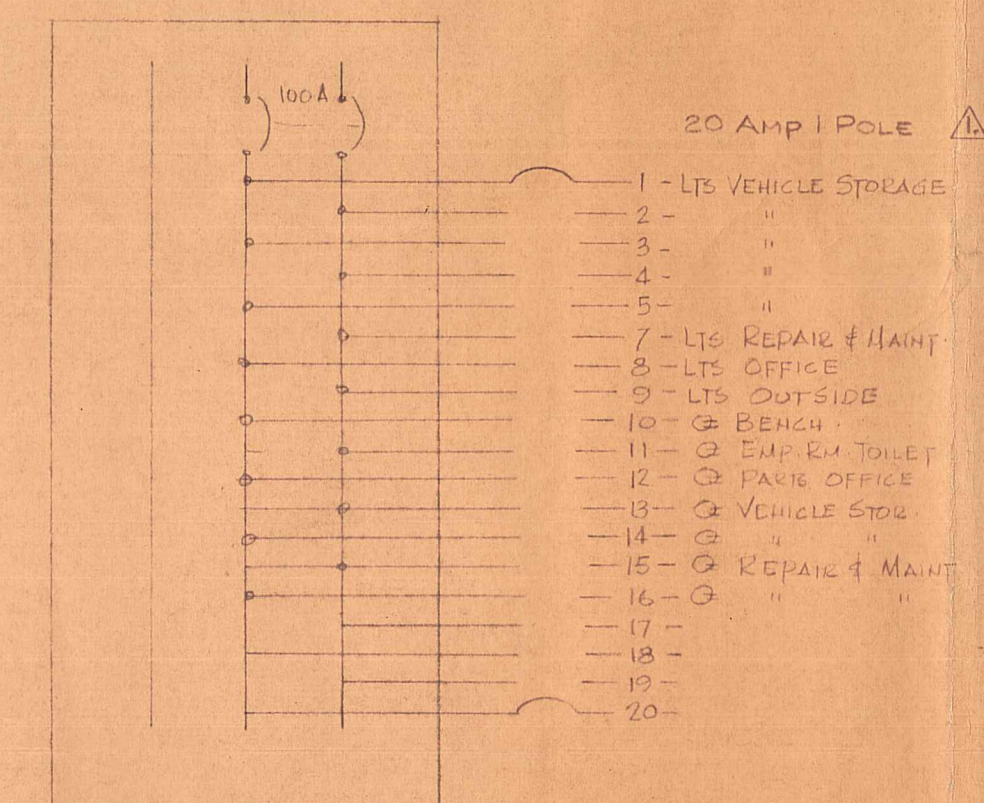 100A
20 AMP 1 POLE 1.
1 - LTS VEHICLE STORAGE
2 - "
3 - "
4 - "
5 - "
7 - LTS REPAIR & MAINT.
8 - LTS OFFICE
9 - LTS OUTSIDE
10 - BENCH.
11 - EMP. RM. TOILET
12 - PARTS OFFICE
13 - VEHICLE STOR.
14 - " "
15 - REPAIR & MAINT
16 - " "
17 -
18 -
19 -
20 -